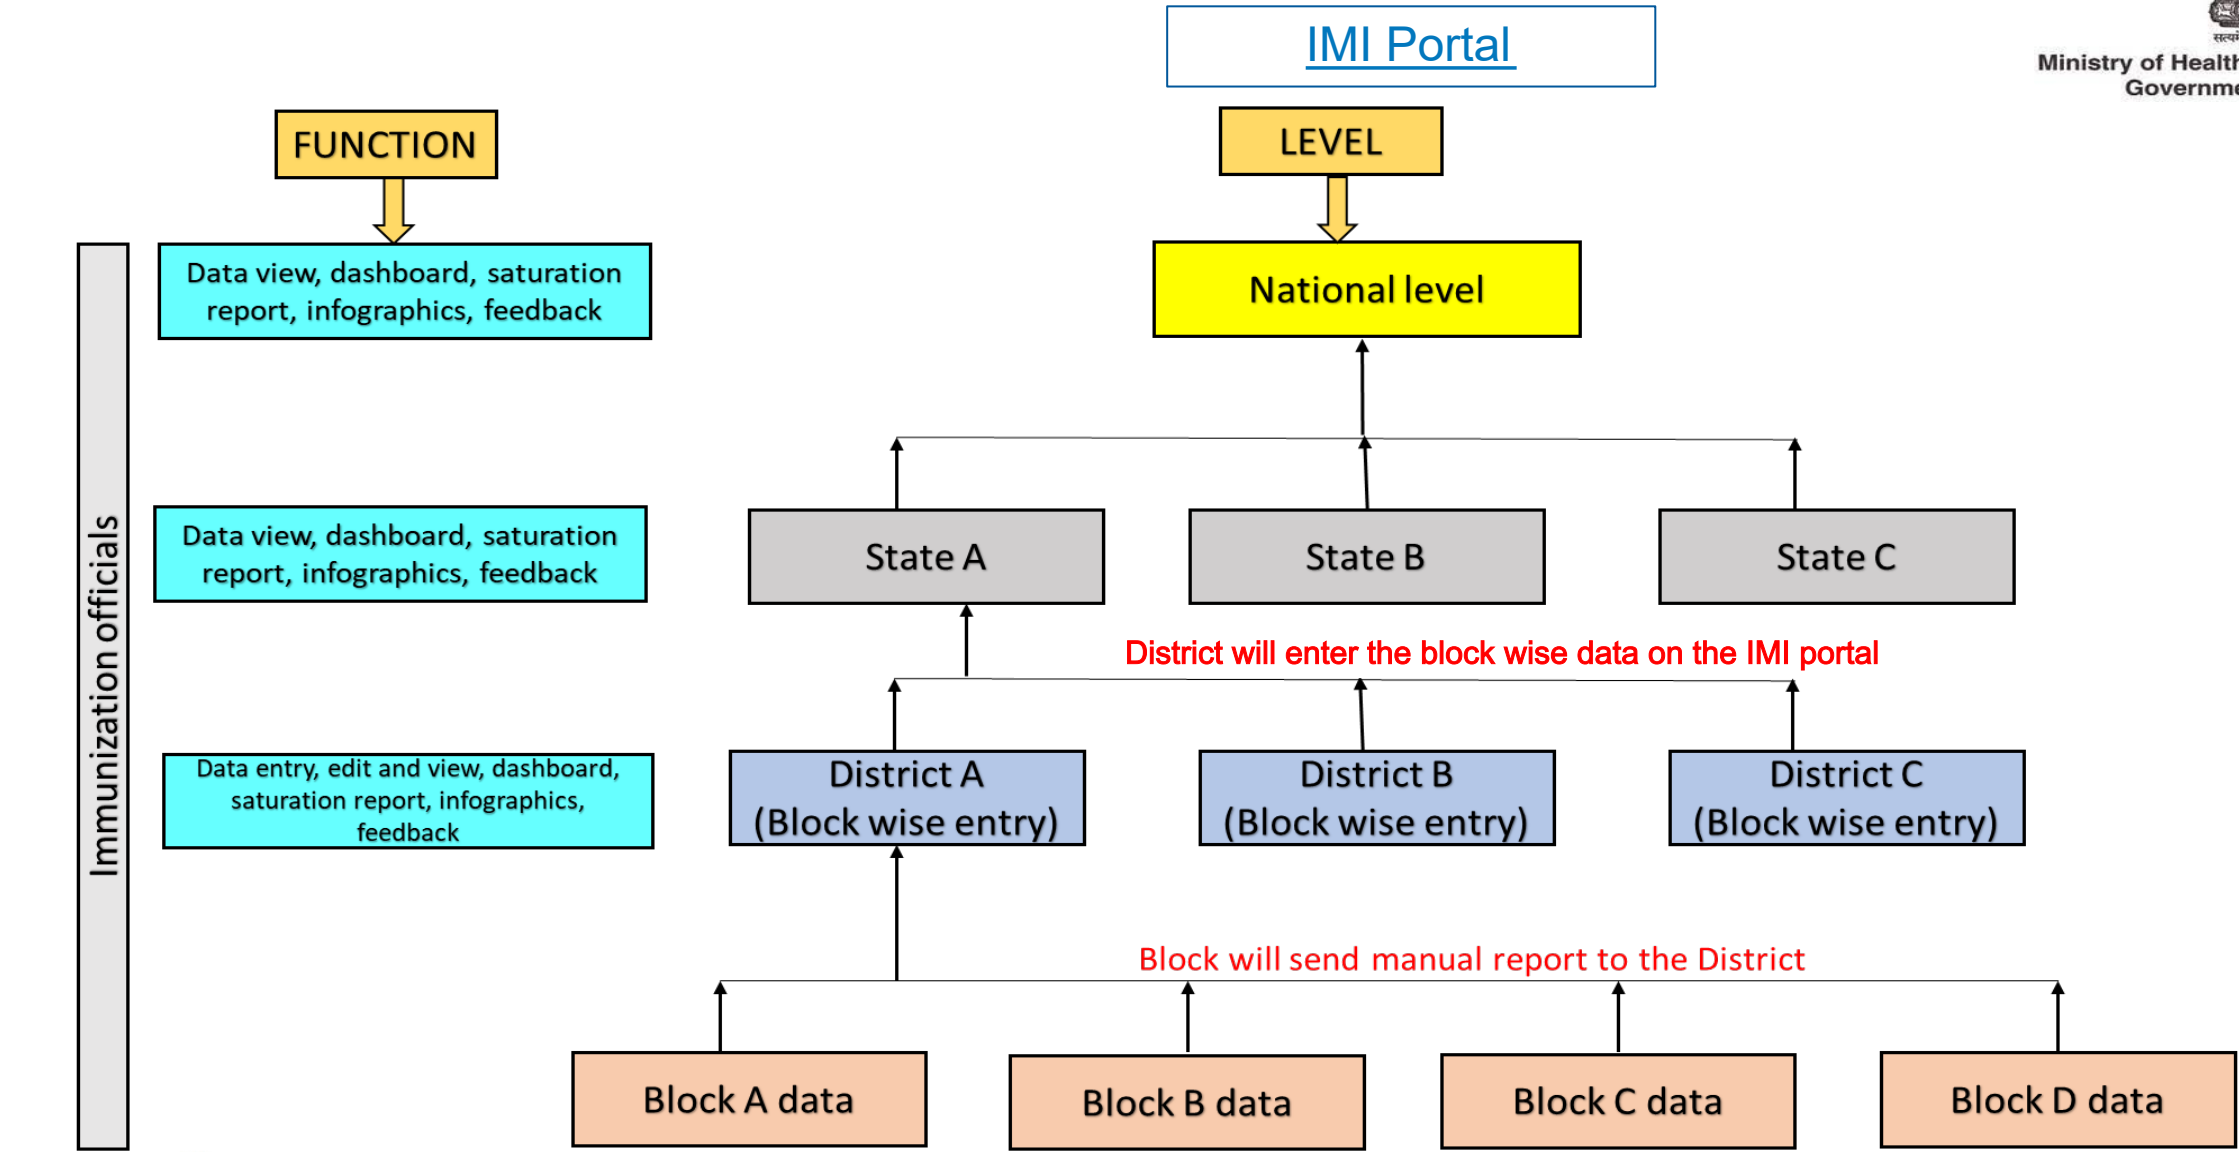 IMI Portal
Ministry of Health
FUNCTION
LEVEL
Data view, dashboard, saturation
report, infographics, feedback
National level
Immunization officials
Data view, dashboard, saturation
report, infographics, feedback
State A
State B
State C
District will enter the block wise data on the IMI portal
Data entry, edit and view, dashboard,
saturation report, infographics,
feedback
District A
(Block wise entry)
District B
(Block wise entry)
District C
(Block wise entry)
Block will send manual report to the District
Block A data
Block B data
Block C data
Block D data